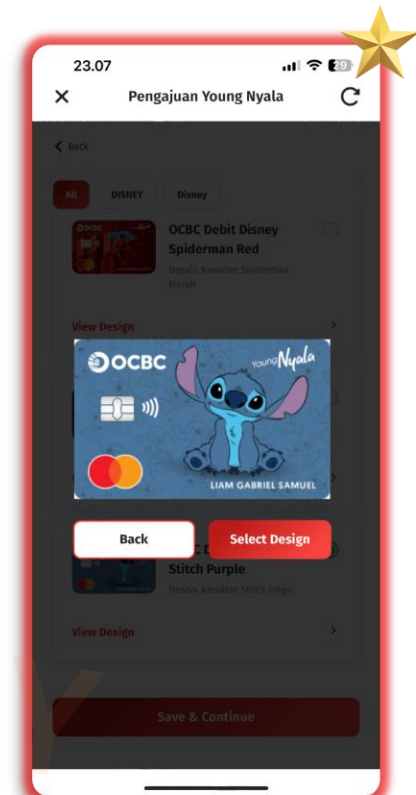 23.07
29
Pengajuan Young Nyala
Back
All
DISNEY
Disney
OCBC
OCBC Debit Disney
Spiderman Red
Desain Karakter Spiderman
Merah
View Design
OCBC
Young Nyala
LIAM GABRIEL SAMUEL
Back
Select Design
Stitch Purple
Desain Karakter Stitch Ungu
View Design
Save & Continue